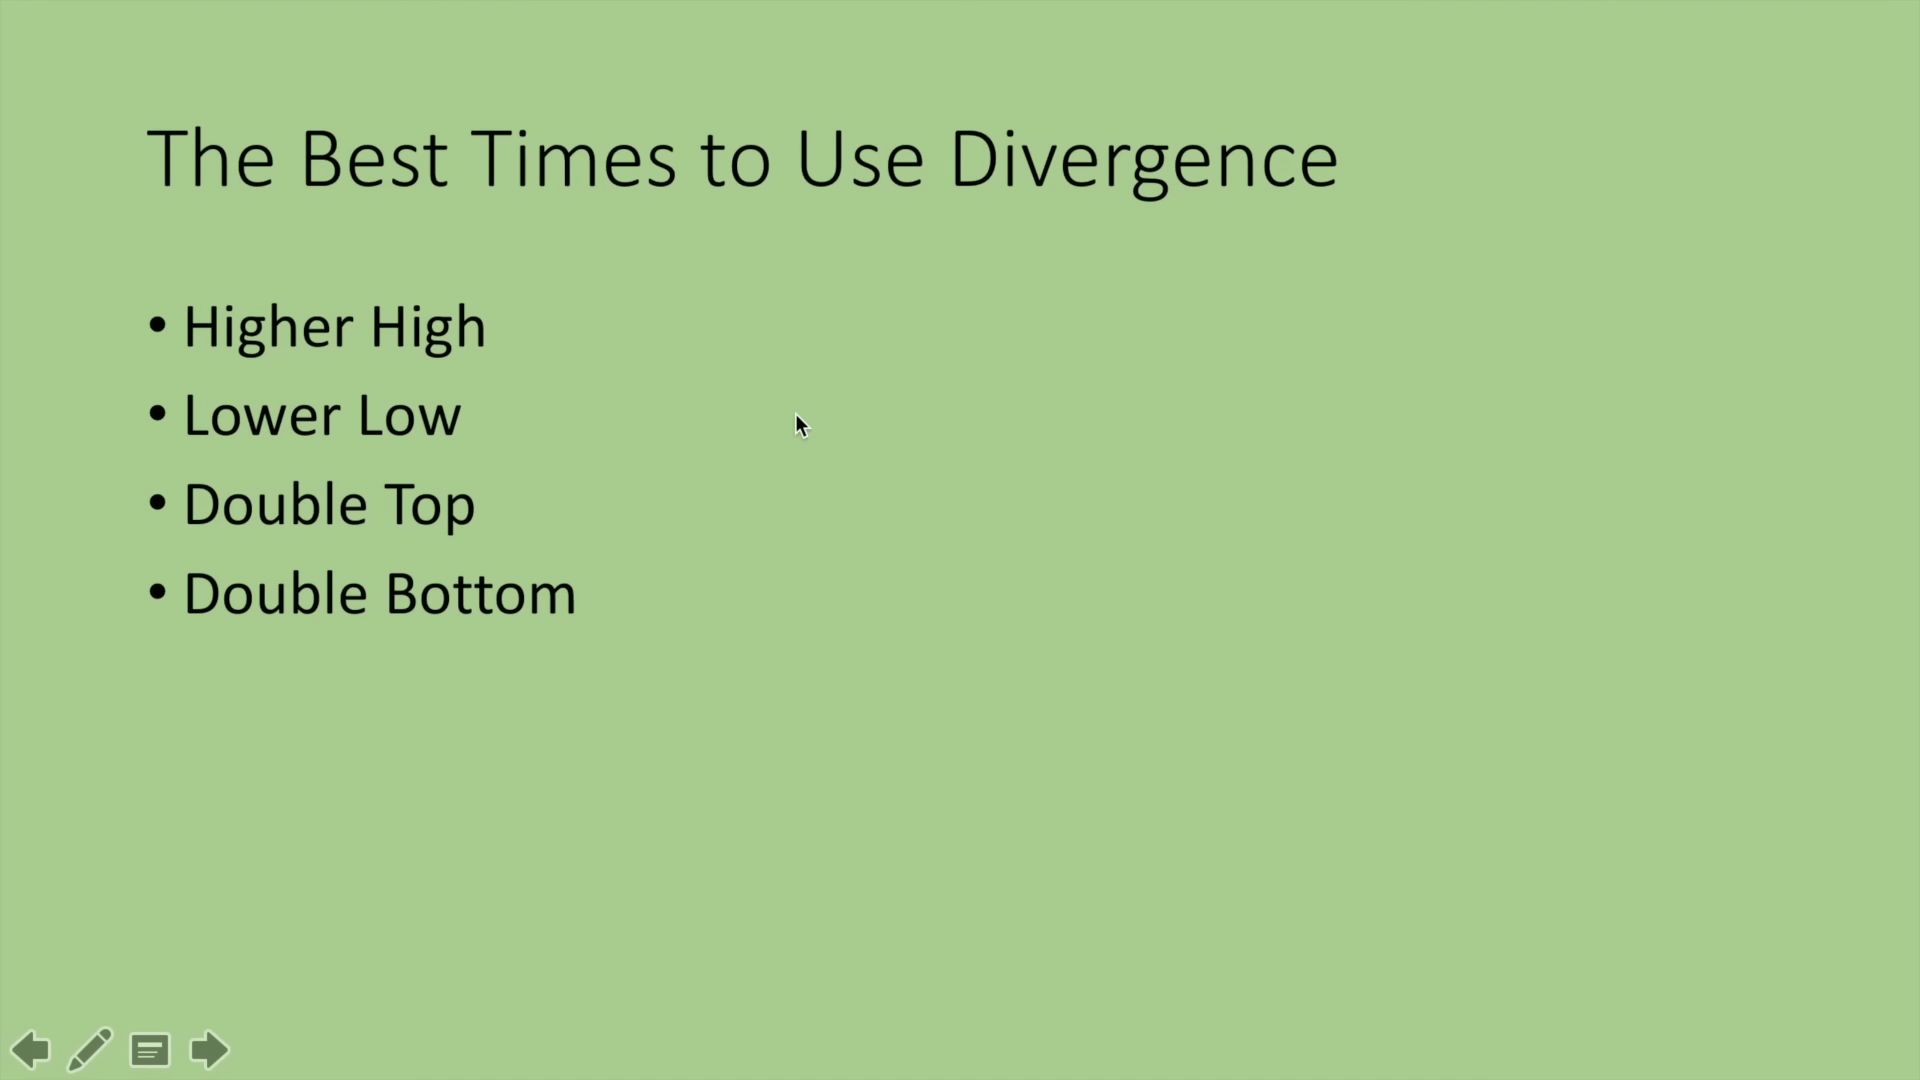 The Best Times to Use Divergence
• Higher High
• Lower Low
• Double Top
• Double Bottom